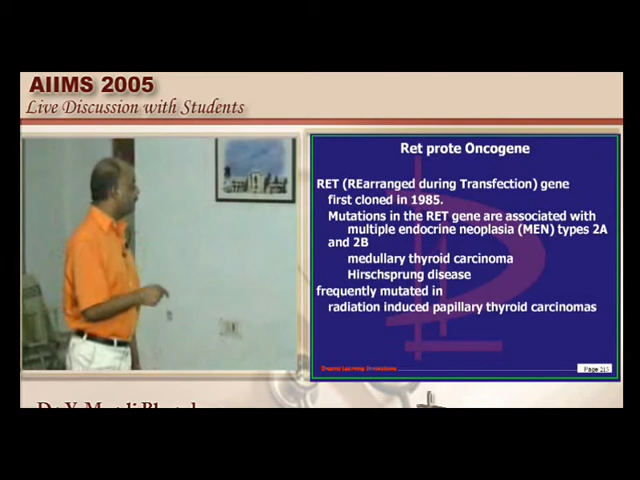 AIIMS 2005
Live Discussion with Students
Ret prote Oncogene
RET (REarranged during Transfection) gene
first cloned in 1985.
Mutations in the RET gene are associated with
multiple endocrine neoplasia (MEN) types 2A
and 2B
medullary thyroid carcinoma
Hirschsprung disease
frequently mutated in
radiation induced papillary thyroid carcinomas
Page 213